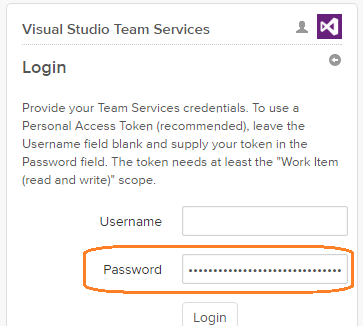 Visual Studio Team Services
Login
Provide your Team Services credentials. To use a
Personal Access Token (recommended), leave the
Username field blank and supply your token in the
Password field. The token needs at least the "Work Item
(read and write)" scope.
Username
Password
Login